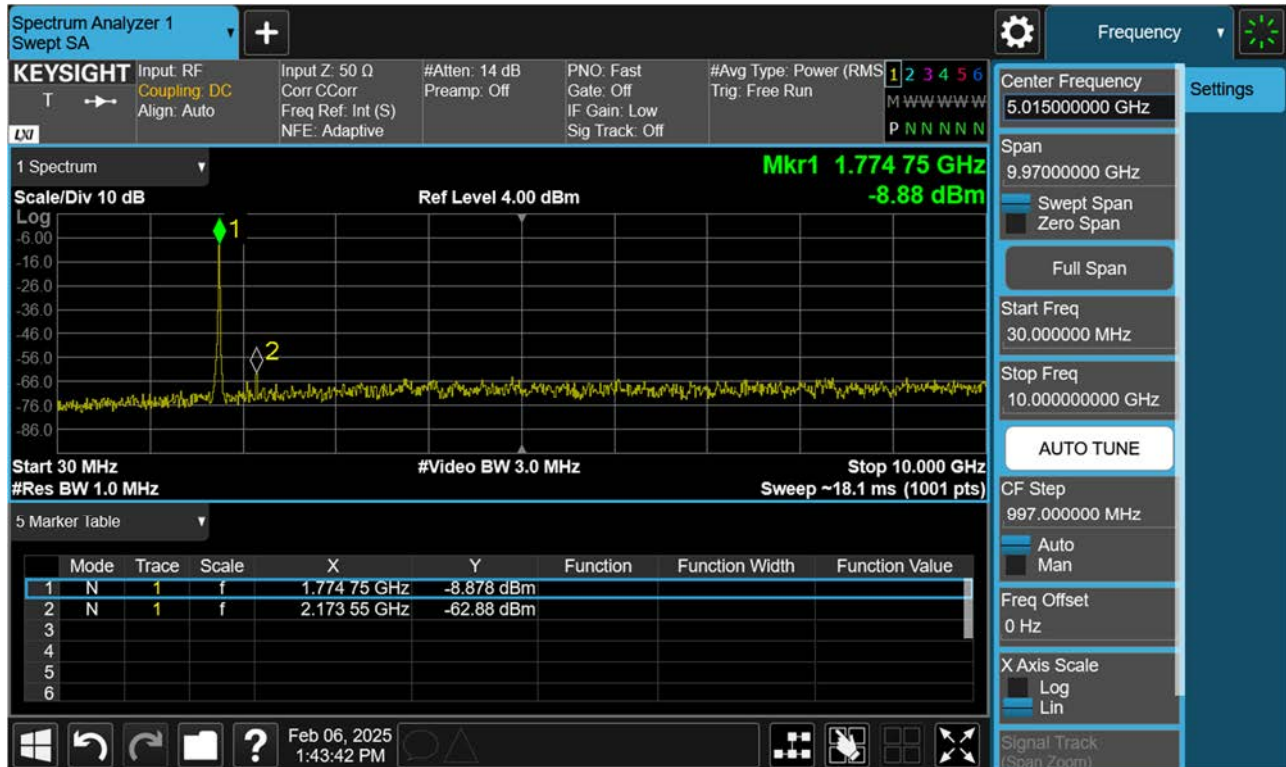 Spectrum Analyzer 1
Swept SA
+
Frequency
KEYSIGHT
T
LXI
Input: RF
Coupling: DC
Align: Auto
Input Z: 50 Ω
Corr CCorr
Freq Ref: Int (S)
NFE: Adaptive
#Atten: 14 dB
Preamp: Off
PNO: Fast
Gate: Off
IF Gain: Low
Sig Track: Off
#Avg Type: Power (RMS
Trig: Free Run
1 2 3 4 5 6
M W W W W W
P N N N N N
1 Spectrum
Mkr1 1.774 75 GHz
Scale/Div 10 dB
Ref Level 4.00 dBm
-8.88 dBm
Log
1
-6.00
-16.0
-26.0
-36.0
-46.0
2
-56.0
-66.0
-76.0
-86.0
Start 30 MHz
#Video BW 3.0 MHz
Stop 10.000 GHz
#Res BW 1.0 MHz
Sweep ~18.1 ms (1001 pts)
5 Marker Table
Mode Trace Scale X Y Function Function Width Function Value
1 N 1 f 1.774 75 GHz -8.878 dBm
2 N 1 f 2.173 55 GHz -62.88 dBm
3
4
5
6
?
Feb 06, 2025
1:43:42 PM
Center Frequency
5.015000000 GHz
Settings
Span
9.97000000 GHz
Swept Span
Zero Span
Full Span
Start Freq
30.000000 MHz
Stop Freq
10.000000000 GHz
AUTO TUNE
CF Step
997.000000 MHz
Auto
Man
Freq Offset
0 Hz
X Axis Scale
Log
Lin
Signal Track
(Span Zoom)